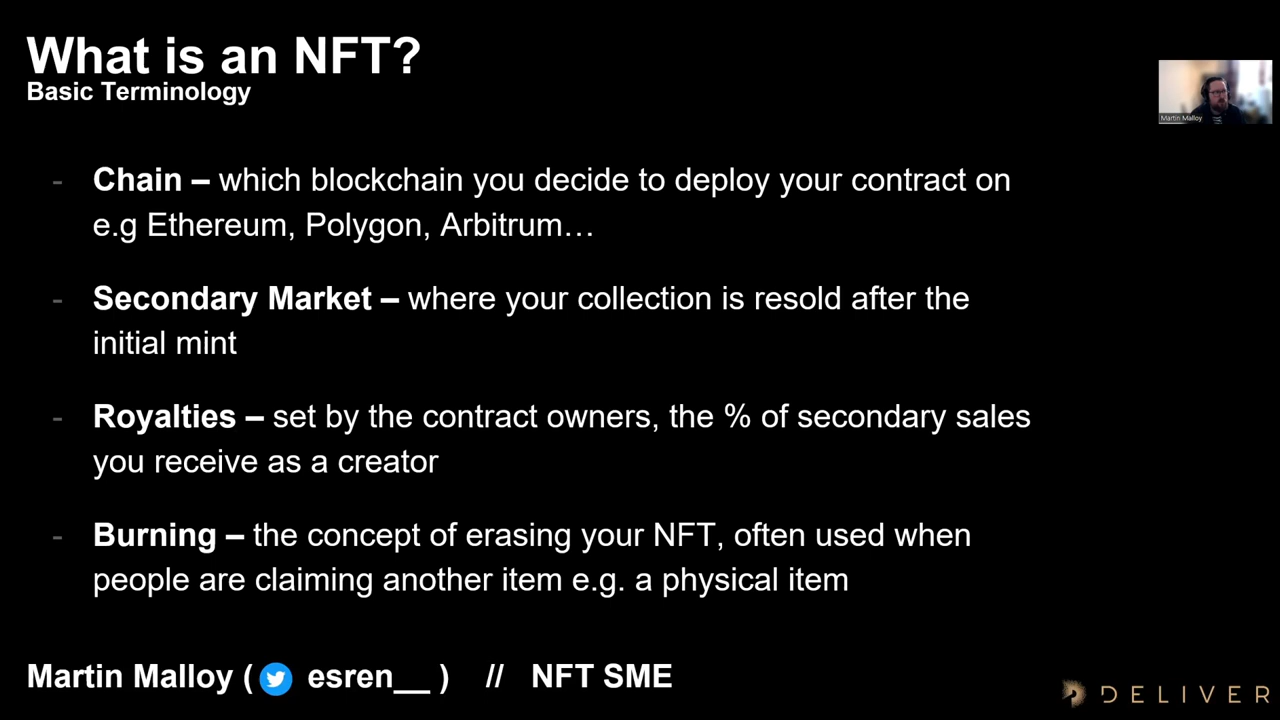 What is an NFT?
Basic Terminology
Martin Malloy
- Chain – which blockchain you decide to deploy your contract on
e.g Ethereum, Polygon, Arbitrum…
- Secondary Market – where your collection is resold after the
initial mint
- Royalties – set by the contract owners, the % of secondary sales
you receive as a creator
- Burning – the concept of erasing your NFT, often used when
people are claiming another item e.g. a physical item
Martin Malloy ( esren__ ) // NFT SME
DELIVER